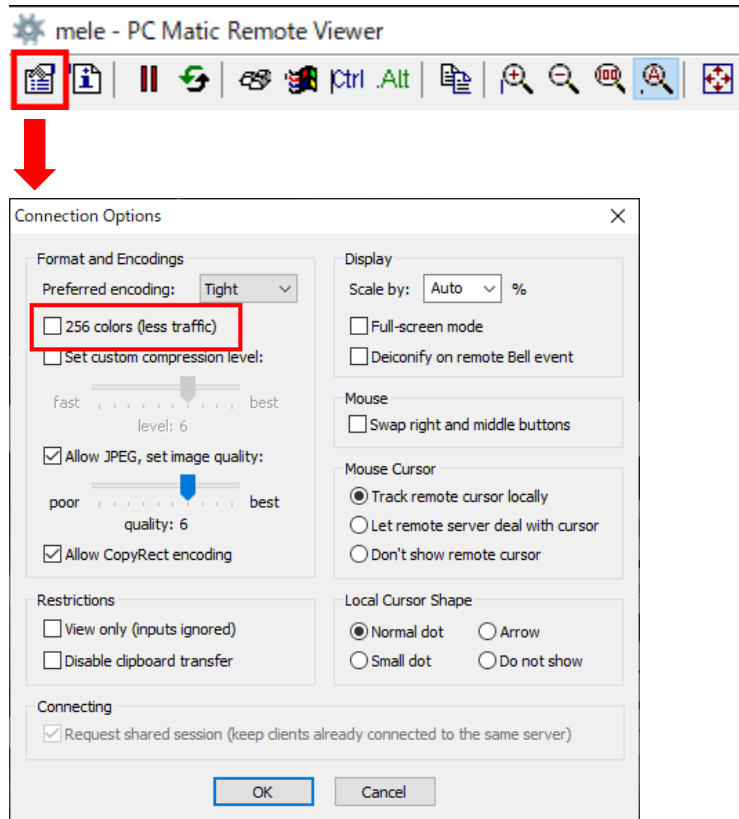 mele - PC Matic Remote Viewer
Ctrl .Alt
Connection Options
Format and Encodings
Preferred encoding: Tight
256 colors (less traffic)
Set custom compression level:
fast best
level: 6
Allow JPEG, set image quality:
poor best
quality: 6
Allow CopyRect encoding
Display
Scale by: Auto %
Full-screen mode
Deiconify on remote Bell event
Mouse
Swap right and middle buttons
Mouse Cursor
Track remote cursor locally
Let remote server deal with cursor
Don't show remote cursor
Restrictions
View only (inputs ignored)
Disable clipboard transfer
Local Cursor Shape
Normal dot Arrow
Small dot Do not show
Connecting
Request shared session (keep clients already connected to the same server)
OK Cancel